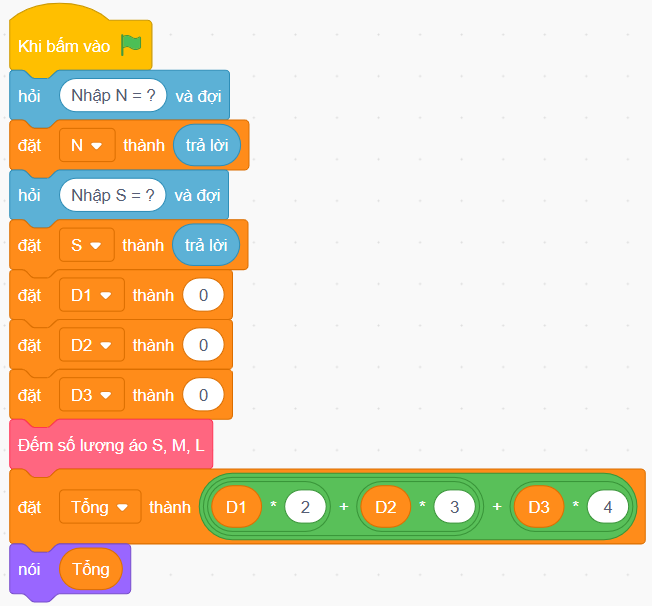 Khi bấm vào
hỏi Nhập N = ? và đợi
đặt N thành trả lời
hỏi Nhập S = ? và đợi
đặt S thành trả lời
đặt D1 thành 0
đặt D2 thành 0
đặt D3 thành 0
Đếm số lượng áo S, M, L
đặt Tổng thành D1 * 2 + D2 * 3 + D3 * 4
nói Tổng